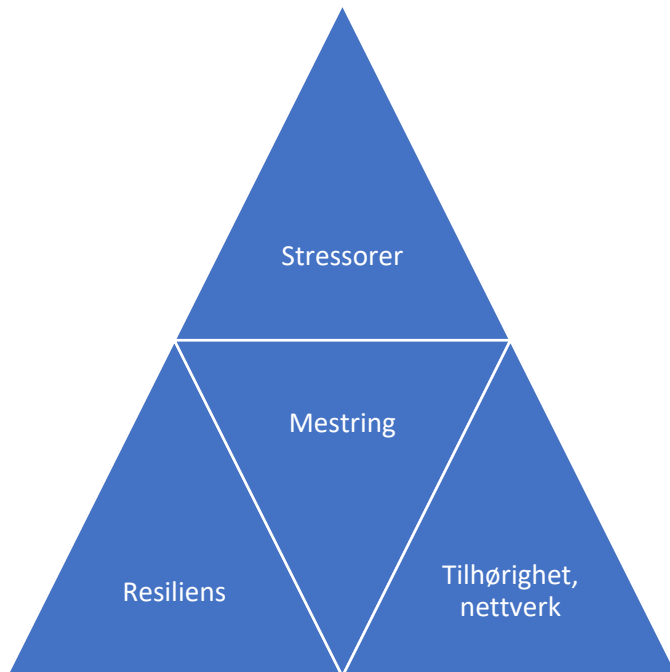 Stressorer
Mestring
Resiliens
Tilhørighet,
nettverk